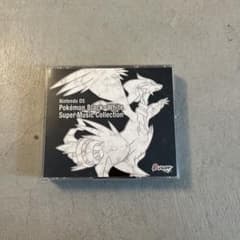 Nintendo DS
Pokémon Black・White
Super Music Collection